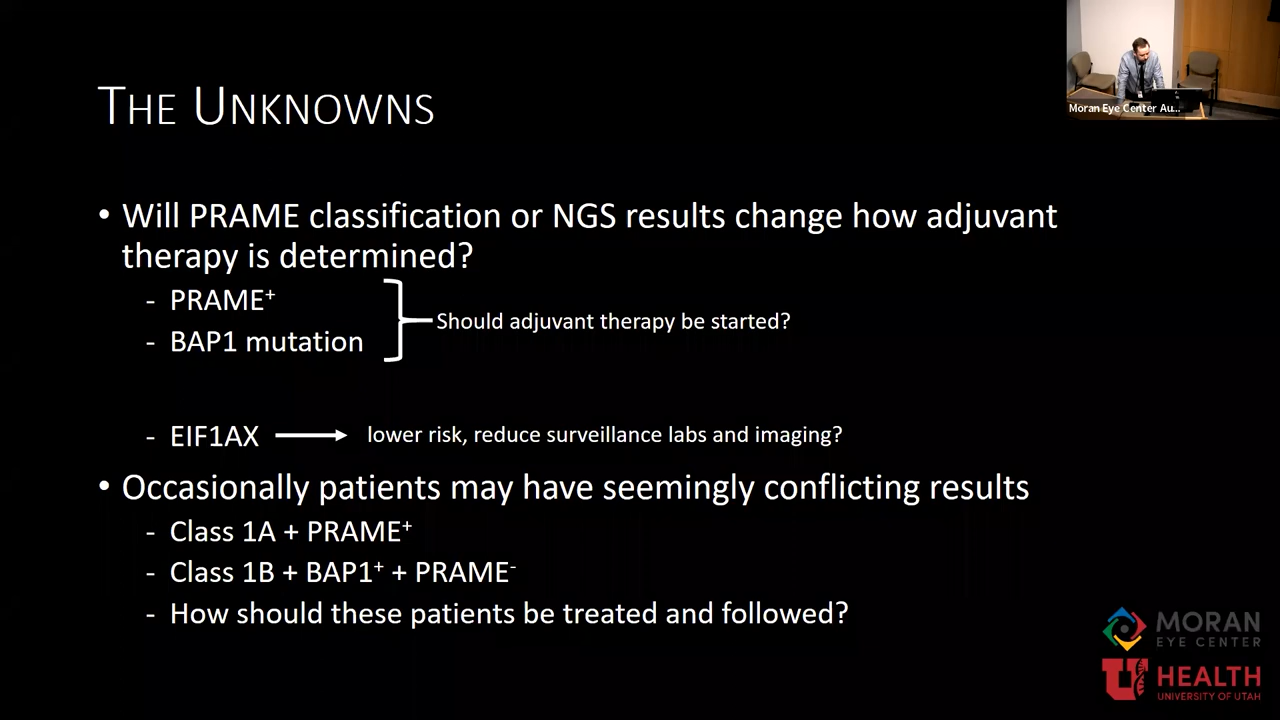 Moran Eye Center Au...
THE UNKNOWNS
• Will PRAME classification or NGS results change how adjuvant
therapy is determined?
- PRAME⁺
- BAP1 mutation
Should adjuvant therapy be started?
- EIF1AX
lower risk, reduce surveillance labs and imaging?
• Occasionally patients may have seemingly conflicting results
- Class 1A + PRAME⁺
- Class 1B + BAP1⁺ + PRAME⁻
- How should these patients be treated and followed?
MORAN
EYE CENTER
U HEALTH
UNIVERSITY OF UTAH